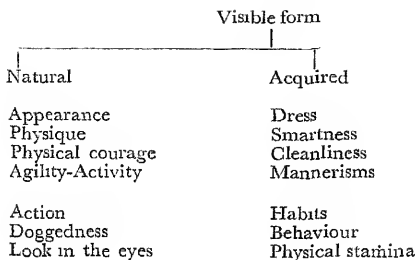 Visible form
Natural Acquired
Appearance Dress
Physique Smartness
Physical courage Cleanliness
Agility-Activity Mannerisms
Action Habits
Doggedness Behaviour
Look in the eyes Physical stamina